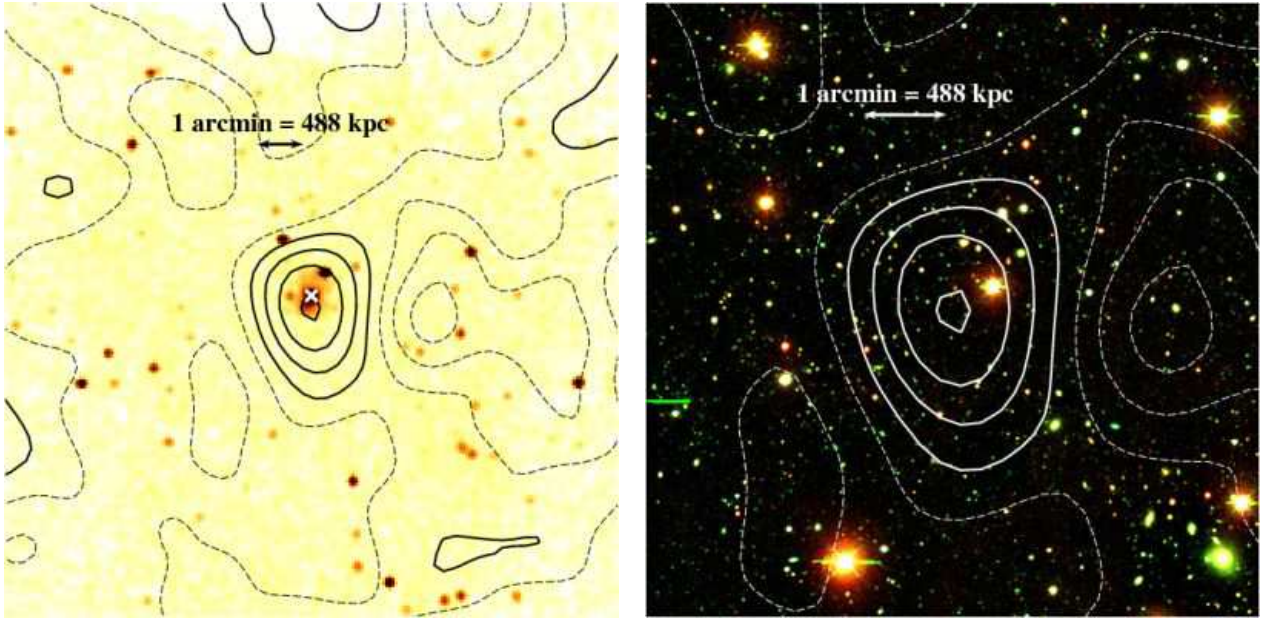 1 arcmin = 488 kpc
1 arcmin = 488 kpc